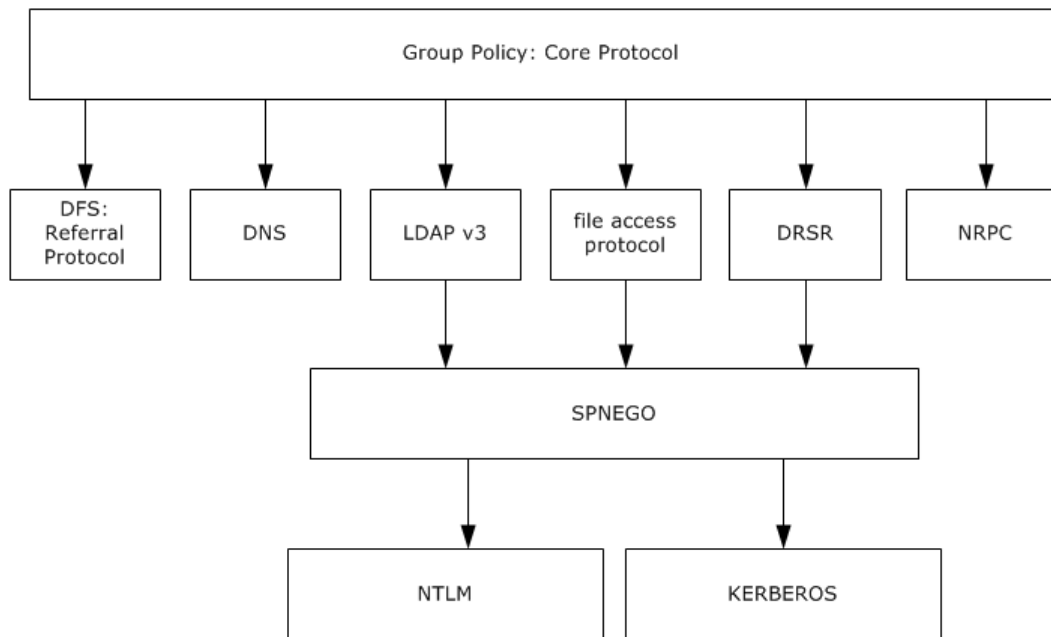 Group Policy: Core Protocol
DFS:
Referral
Protocol
DNS
LDAP v3
file access
protocol
DRSR
NRPC
SPNEGO
NTLM
KERBEROS